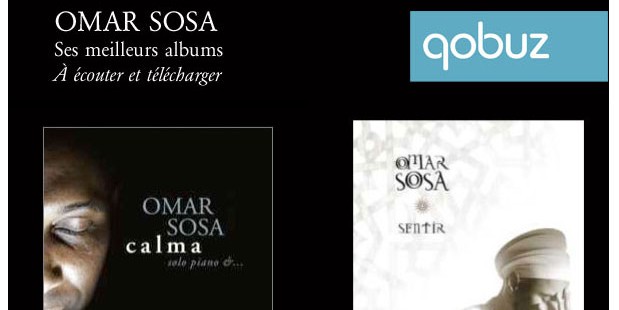 OMAR SOSA
Ses meilleurs albums
À écouter et télécharger
qobuz
OMAR
SOSA
calma
solo piano &...
OMAR
SOSA
SENTIR